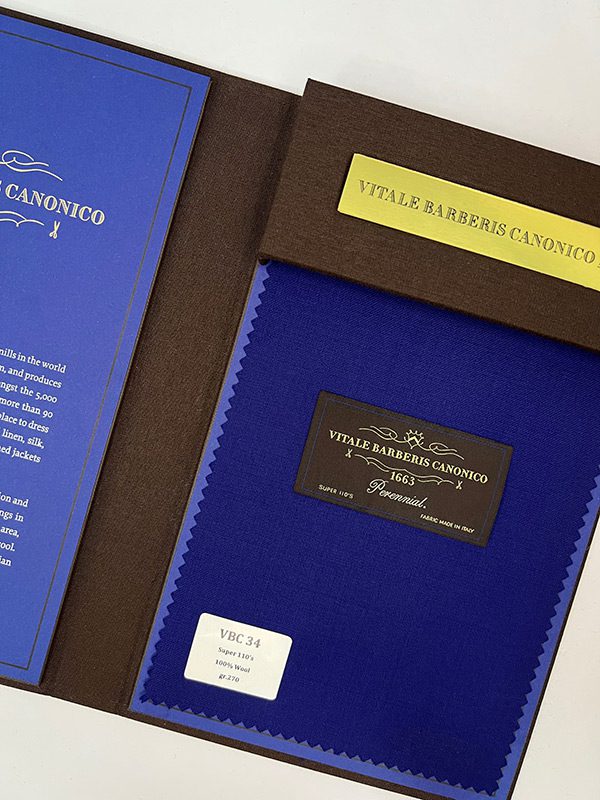 S CANONICO
mills in the world
n, and produces
ngst the 5,000
more than 90
place to dress
linen, silk,
ned jackets
ion and
ngs in
area,
ool.
ian
VITALE BARBERIS CANONICO
VITALE BARBERIS CANONICO
1663
Perennial.
SUPER 110'S
FABRIC MADE IN ITALY
VBC 34
Super 110's
100% Wool
gr.270